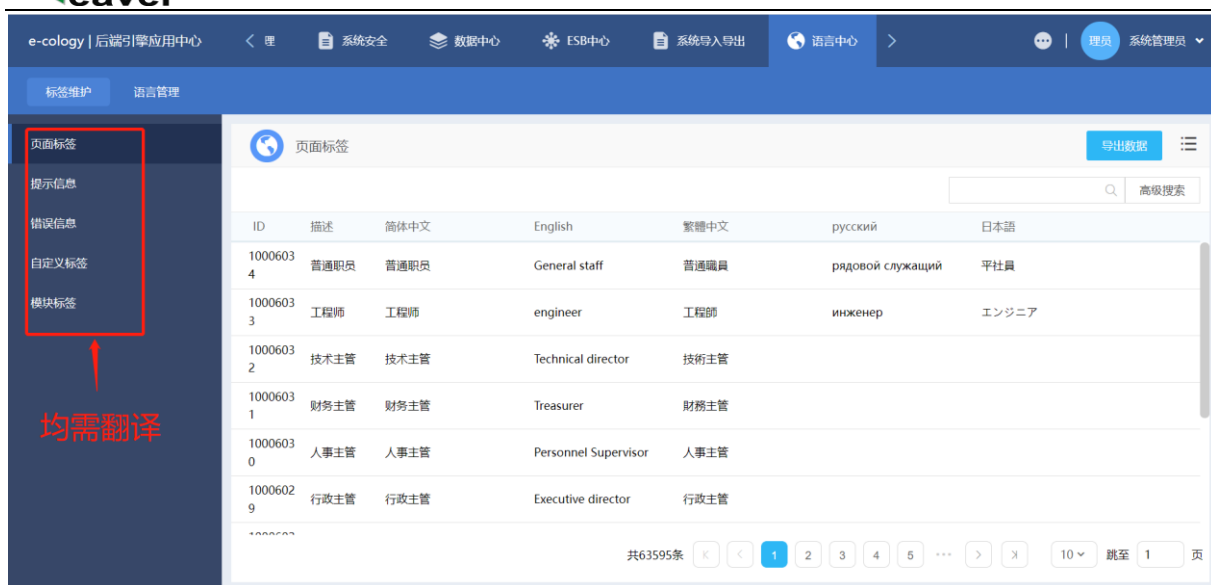 e-cology | 后端引擎应用中心 理 系统安全 数据中心 ESB中心 系统导入导出 语言中心 理员 系统管理员
标签维护 语言管理
页面标签
提示信息
错误信息
自定义标签
模块标签
均需翻译
页面标签 导出数据
高级搜索
ID 描述 简体中文 English 繁體中文 русский 日本語
10006034 普通职员 普通职员 General staff 普通職員 рядовой служащий 平社員
10006033 工程师 工程师 engineer 工程師 инженер エンジニア
10006032 技术主管 技术主管 Technical director 技術主管
10006031 财务主管 财务主管 Treasurer 財務主管
10006030 人事主管 人事主管 Personnel Supervisor 人事主管
10006029 行政主管 行政主管 Executive director 行政主管
共63595条 1 2 3 4 5 ••• 10 跳至 1 页